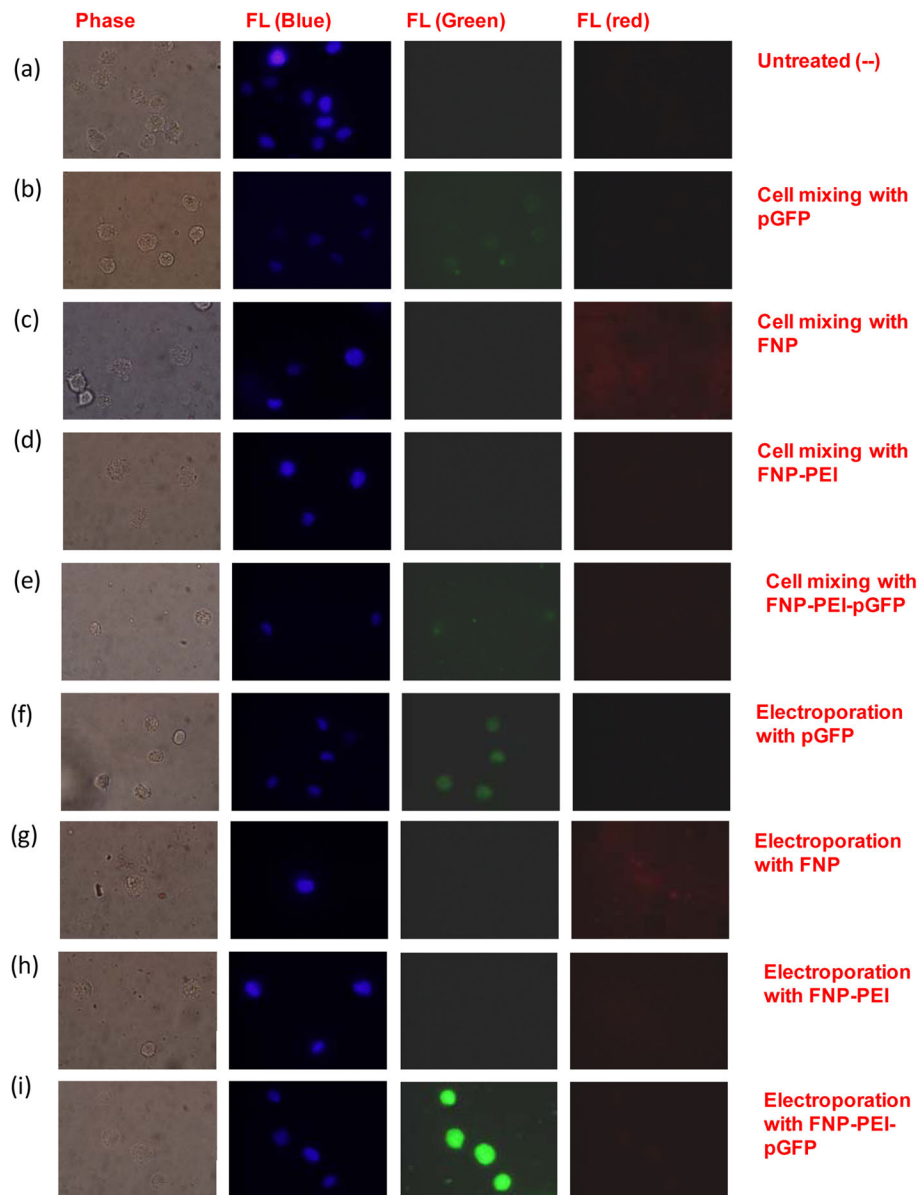 Phase FL (Blue) FL (Green) FL (red)
(a)
Untreated (--)
(b)
Cell mixing with
pGFP
(c)
Cell mixing with
FNP
(d)
Cell mixing with
FNP-PEI
(e)
Cell mixing with
FNP-PEI-pGFP
(f)
Electroporation
with pGFP
(g)
Electroporation
with FNP
(h)
Electroporation
with FNP-PEI
(i)
Electroporation
with FNP-PEI-
pGFP